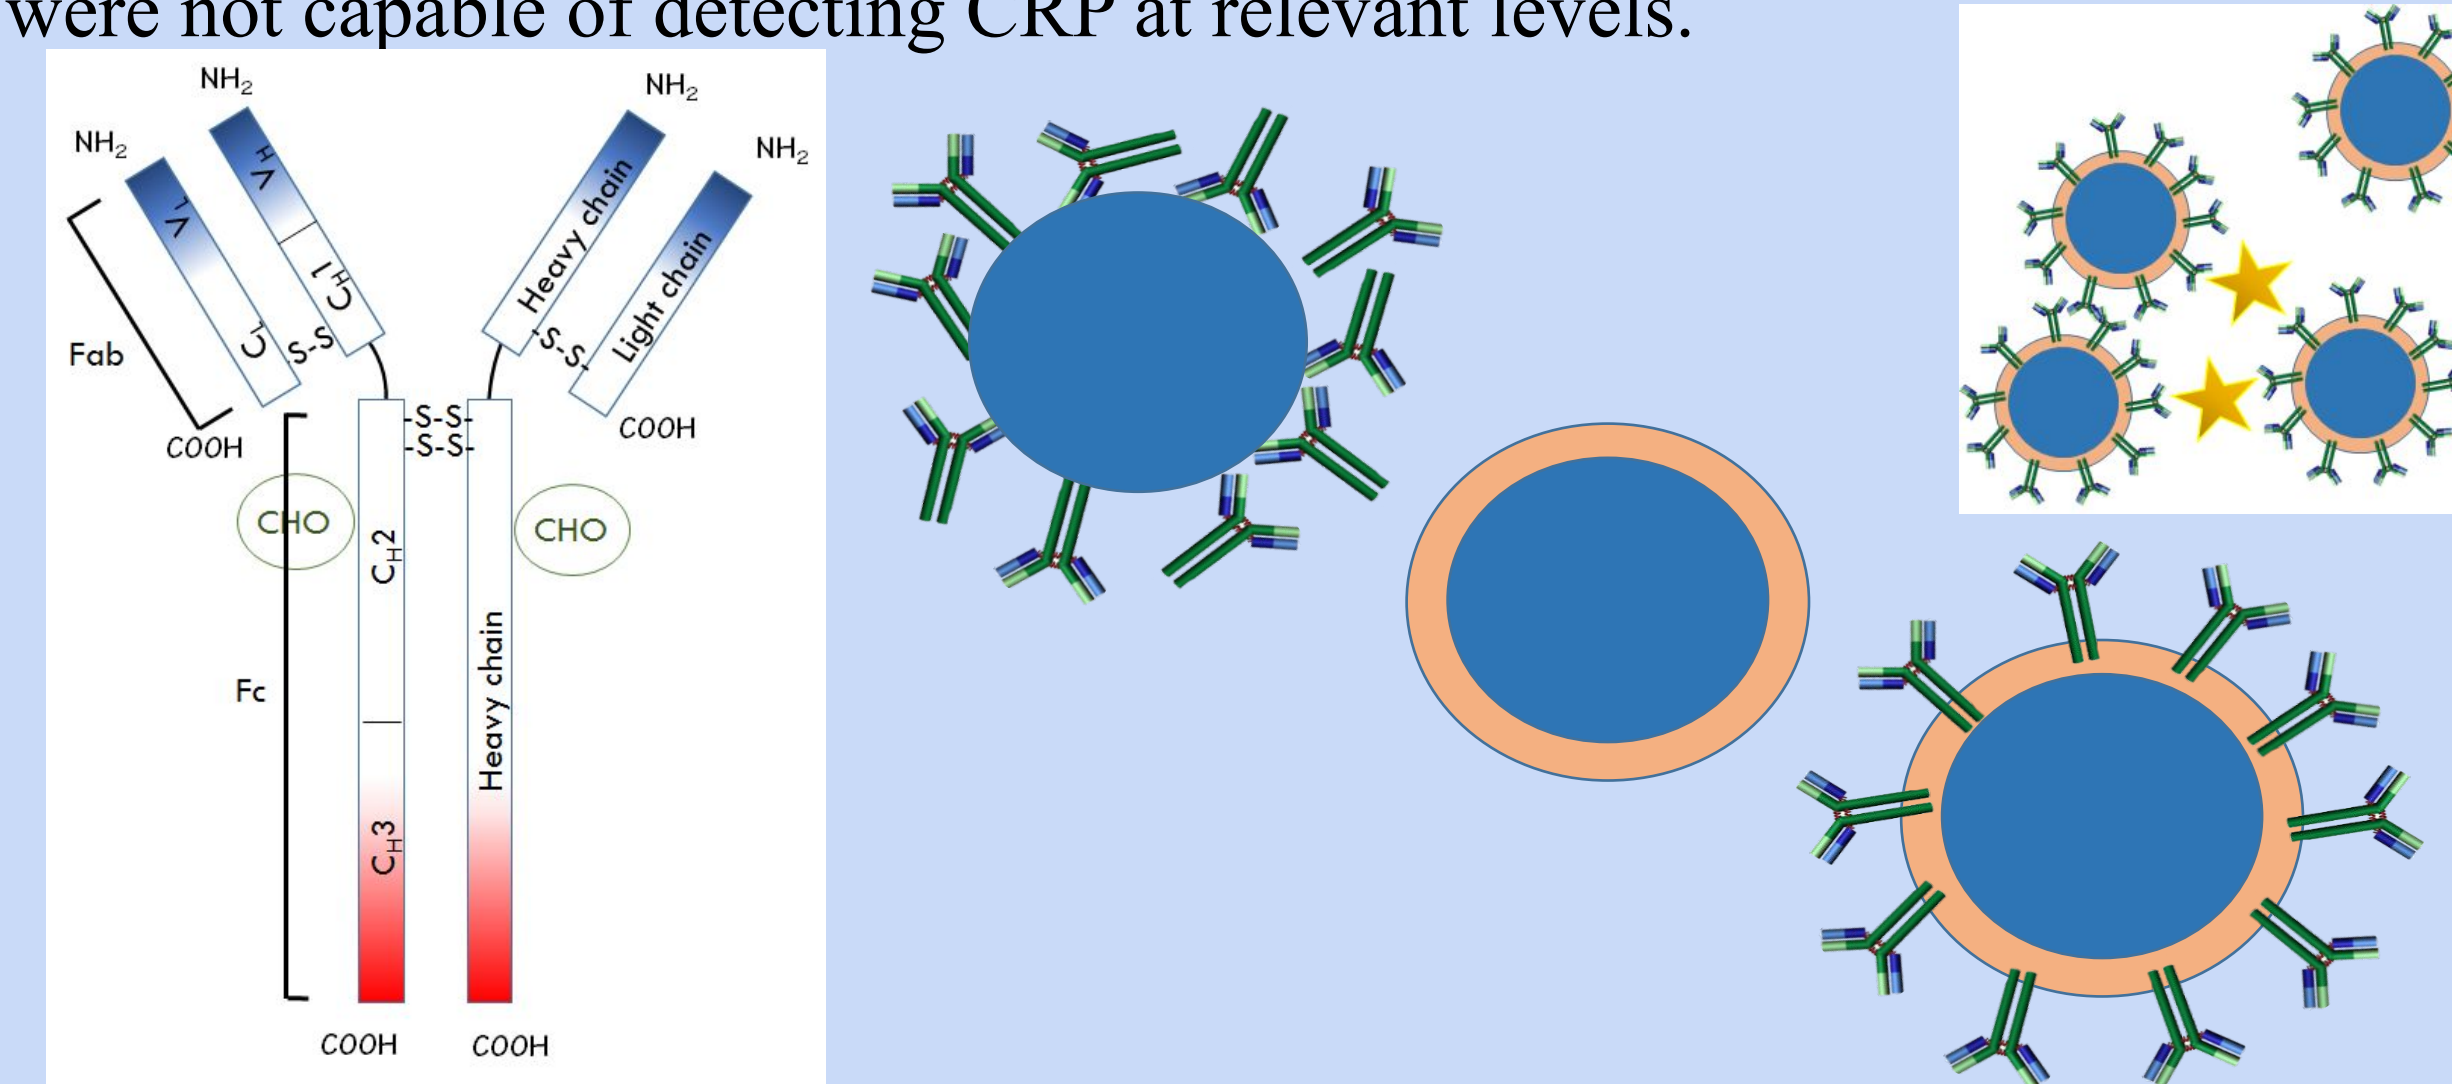 were not capable of detecting CRP at relevant levels.
NH2
NH2
NH2
NH2
VH
VL
CH1
CL
S-S
Heavy chain
-S-S-
Light chain
Fab
COOH
COOH
-S-S-
-S-S-
CHO
CHO
CH2
Fc
Heavy chain
CH3
COOH
COOH